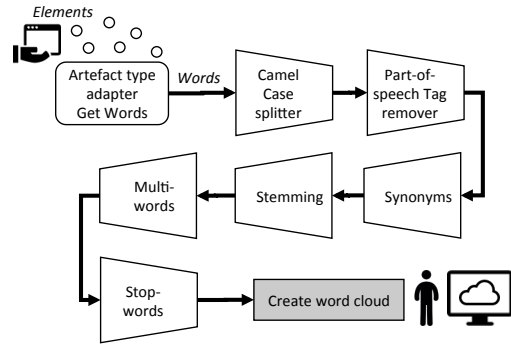 Elements
Artefact type
adapter
Get Words
Words
Camel
Case
splitter
Part-of-
speech Tag
remover
Multi-
words
Stemming
Synonyms
Stop-
words
Create word cloud